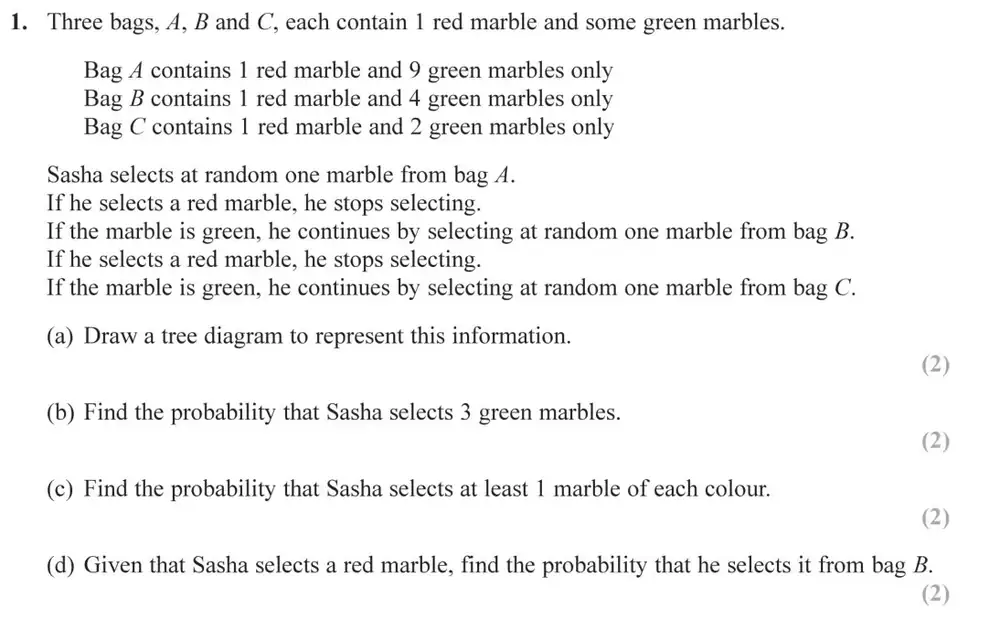 1. Three bags, A, B and C, each contain 1 red marble and some green marbles.
Bag A contains 1 red marble and 9 green marbles only
Bag B contains 1 red marble and 4 green marbles only
Bag C contains 1 red marble and 2 green marbles only
Sasha selects at random one marble from bag A.
If he selects a red marble, he stops selecting.
If the marble is green, he continues by selecting at random one marble from bag B.
If he selects a red marble, he stops selecting.
If the marble is green, he continues by selecting at random one marble from bag C.
(a) Draw a tree diagram to represent this information.
(2)
(b) Find the probability that Sasha selects 3 green marbles.
(2)
(c) Find the probability that Sasha selects at least 1 marble of each colour.
(2)
(d) Given that Sasha selects a red marble, find the probability that he selects it from bag B.
(2)